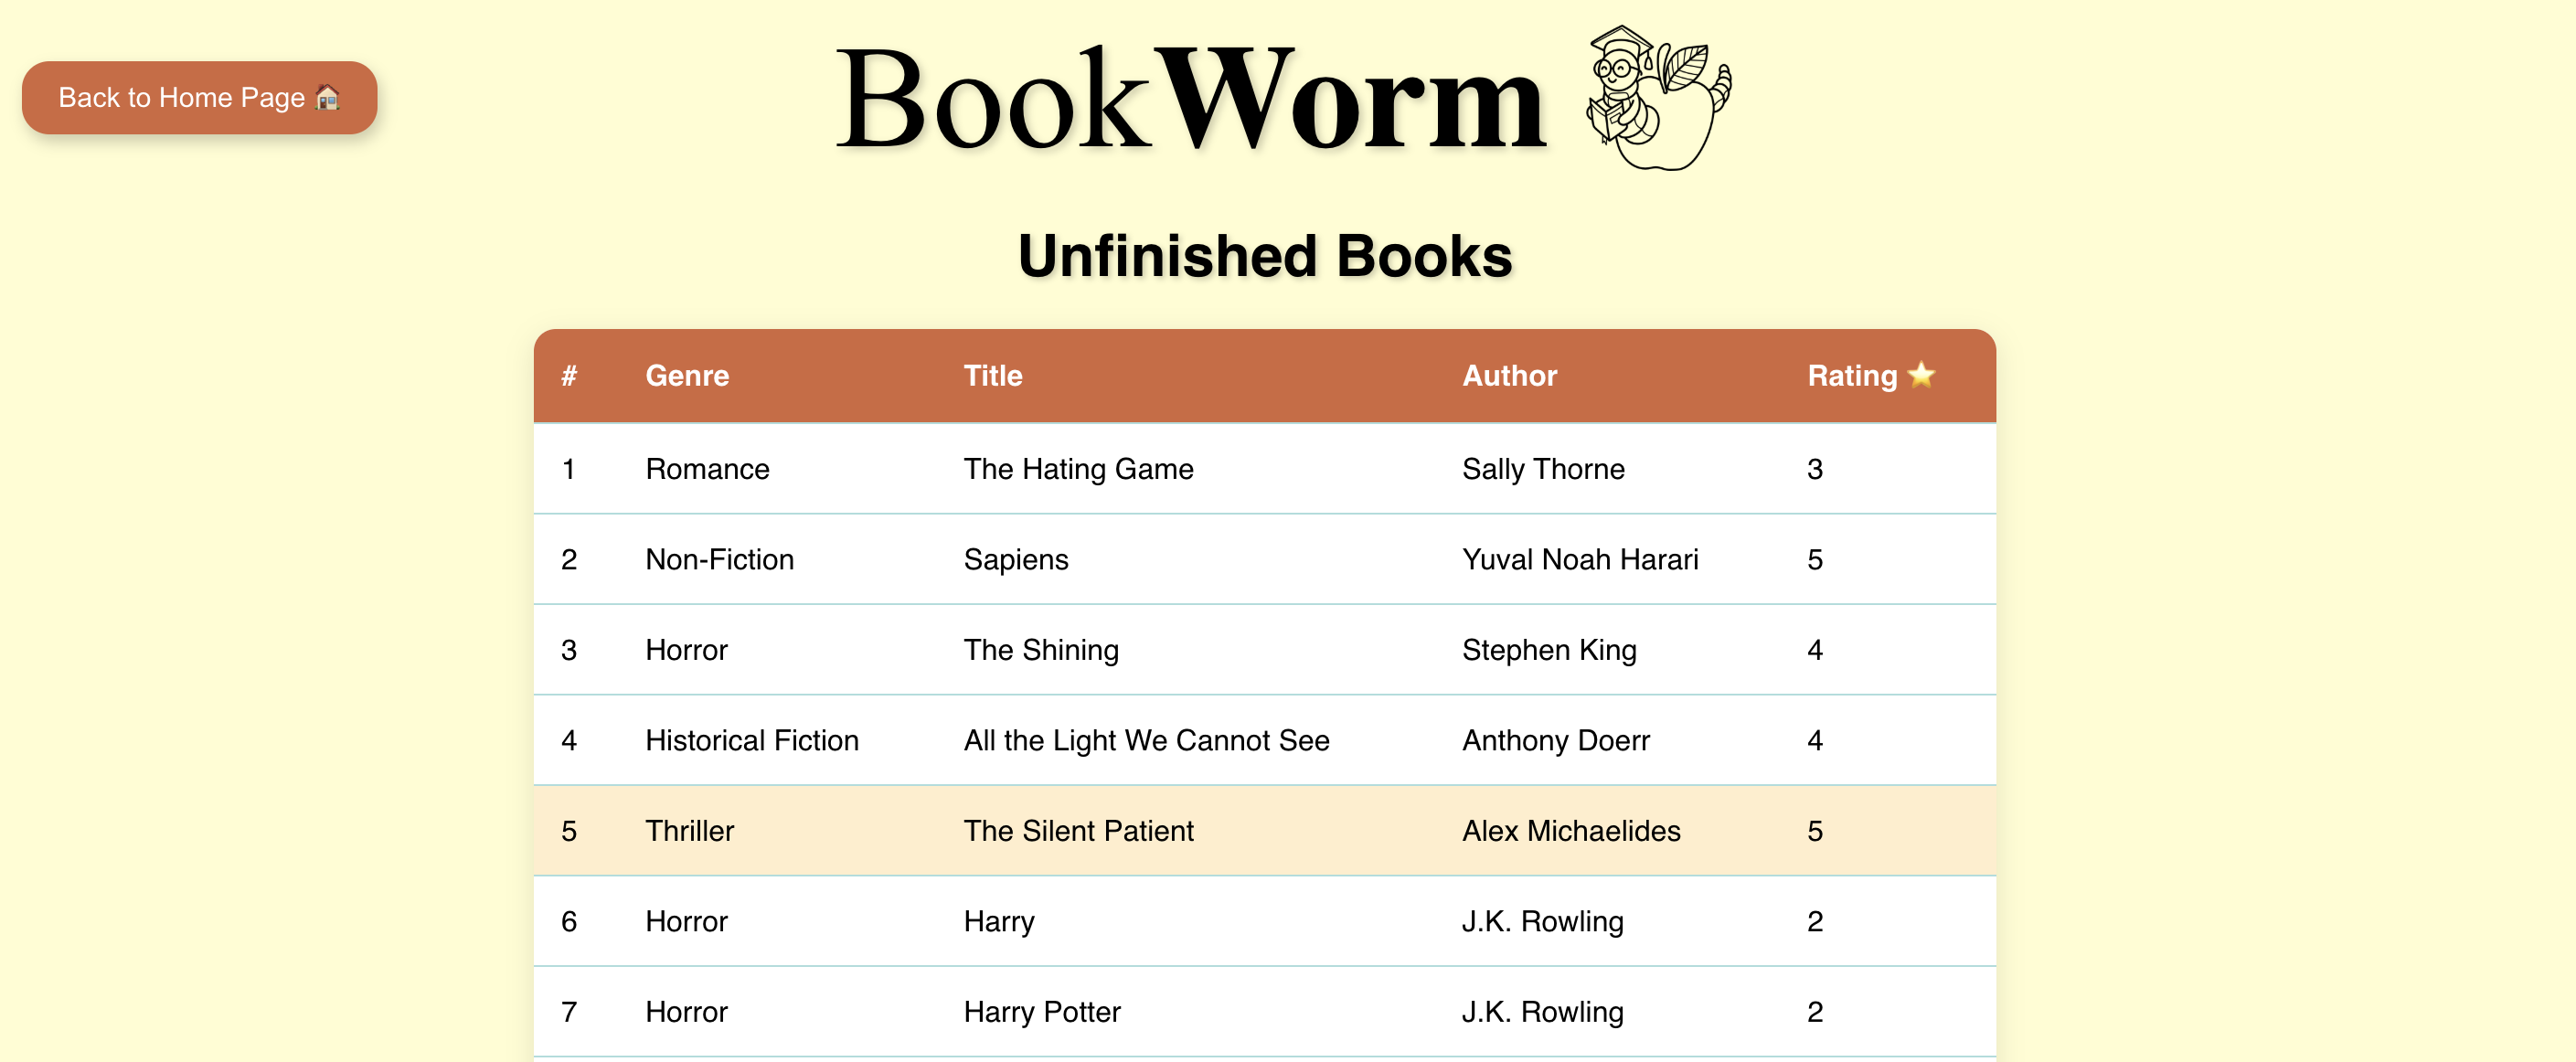 Back to Home Page 🏠
BookWorm
Unfinished Books
# Genre Title Author Rating ⭐
1 Romance The Hating Game Sally Thorne 3
2 Non-Fiction Sapiens Yuval Noah Harari 5
3 Horror The Shining Stephen King 4
4 Historical Fiction All the Light We Cannot See Anthony Doerr 4
5 Thriller The Silent Patient Alex Michaelides 5
6 Horror Harry J.K. Rowling 2
7 Horror Harry Potter J.K. Rowling 2